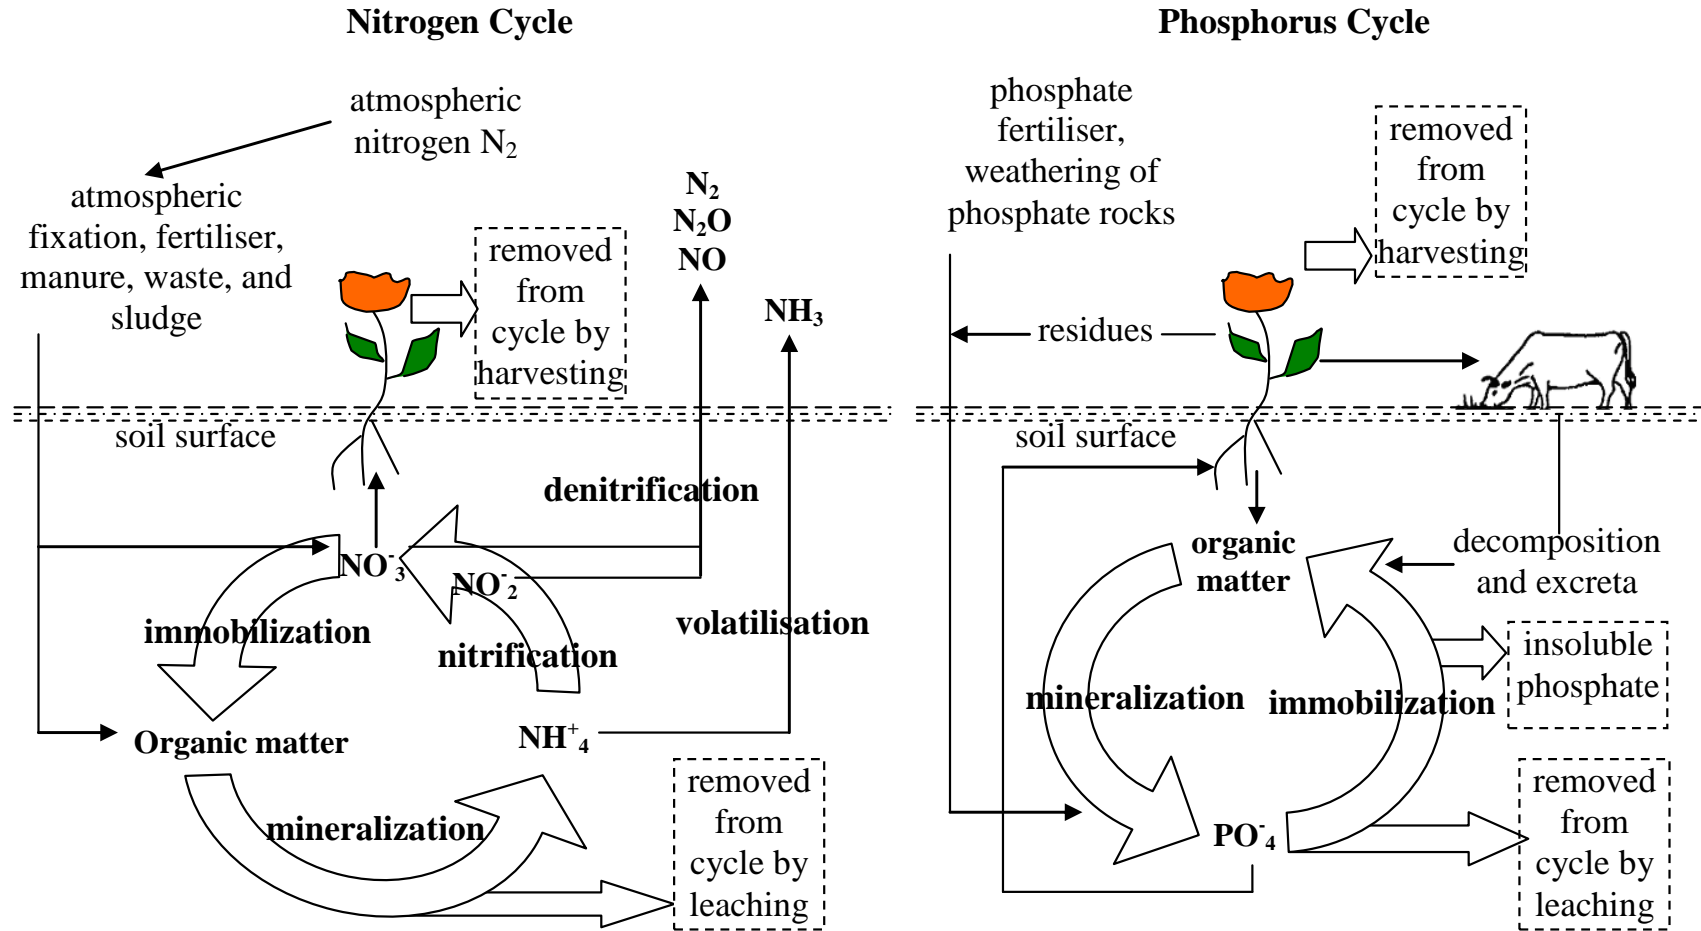 Nitrogen Cycle
atmospheric
nitrogen N₂
atmospheric
fixation, fertiliser,
manure, waste, and
sludge
removed
from
cycle by
harvesting
N₂
N₂O
NO
NH₃
soil surface
denitrification
NO⁻₃
NO⁻₂
immobilization
nitrification
volatilisation
Organic matter
NH⁺₄
mineralization
removed
from
cycle by
leaching
Phosphorus Cycle
phosphate
fertiliser,
weathering of
phosphate rocks
removed
from
cycle by
harvesting
residues
soil surface
organic
matter
decomposition
and excreta
insoluble
phosphate
mineralization
immobilization
PO⁻₄
removed
from
cycle by
leaching